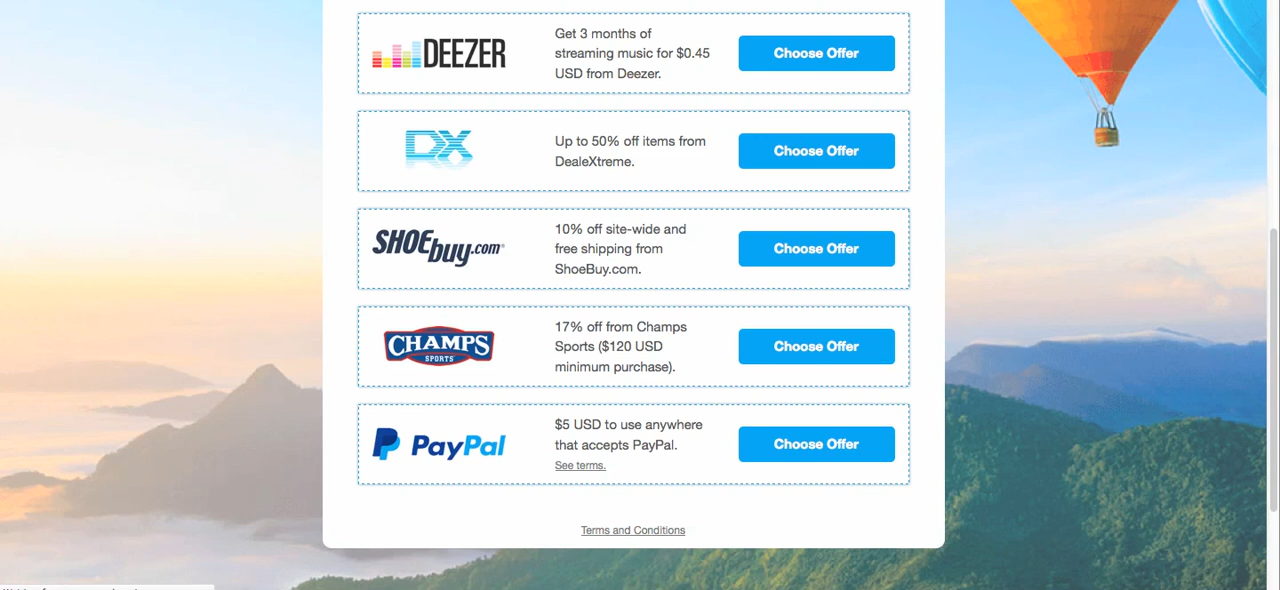 DEEZER
Get 3 months of
streaming music for $0.45
USD from Deezer.
Choose Offer
DX
Up to 50% off items from
DealeXtreme.
Choose Offer
SHOEbuy.com®
10% off site-wide and
free shipping from
ShoeBuy.com.
Choose Offer
CHAMPS
SPORTS
17% off from Champs
Sports ($120 USD
minimum purchase).
Choose Offer
PayPal
$5 USD to use anywhere
that accepts PayPal.
See terms.
Choose Offer
Terms and Conditions